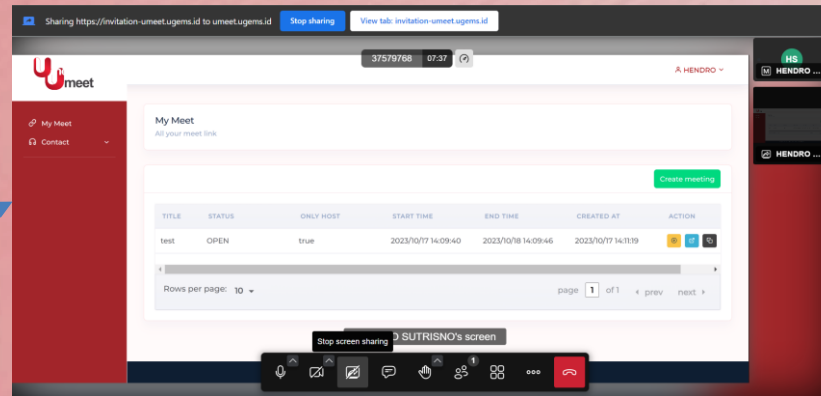 Sharing https://invitation-umeet.ugems.id to umeet.ugems.id Stop sharing View tab: invitation-umeet.ugems.id
37579768 07:37
HS
M HENDRO ...
HENDRO ...
Umeet
HENDRO
My Meet
Contact
My Meet
All your meet link
Create meeting
TITLE STATUS ONLY HOST START TIME END TIME CREATED AT ACTION
test OPEN true 2023/10/17 14:09:40 2023/10/18 14:09:46 2023/10/17 14:11:19
Rows per page: 10 page 1 of 1 prev next
SUTRISNO's screen
Stop screen sharing
1